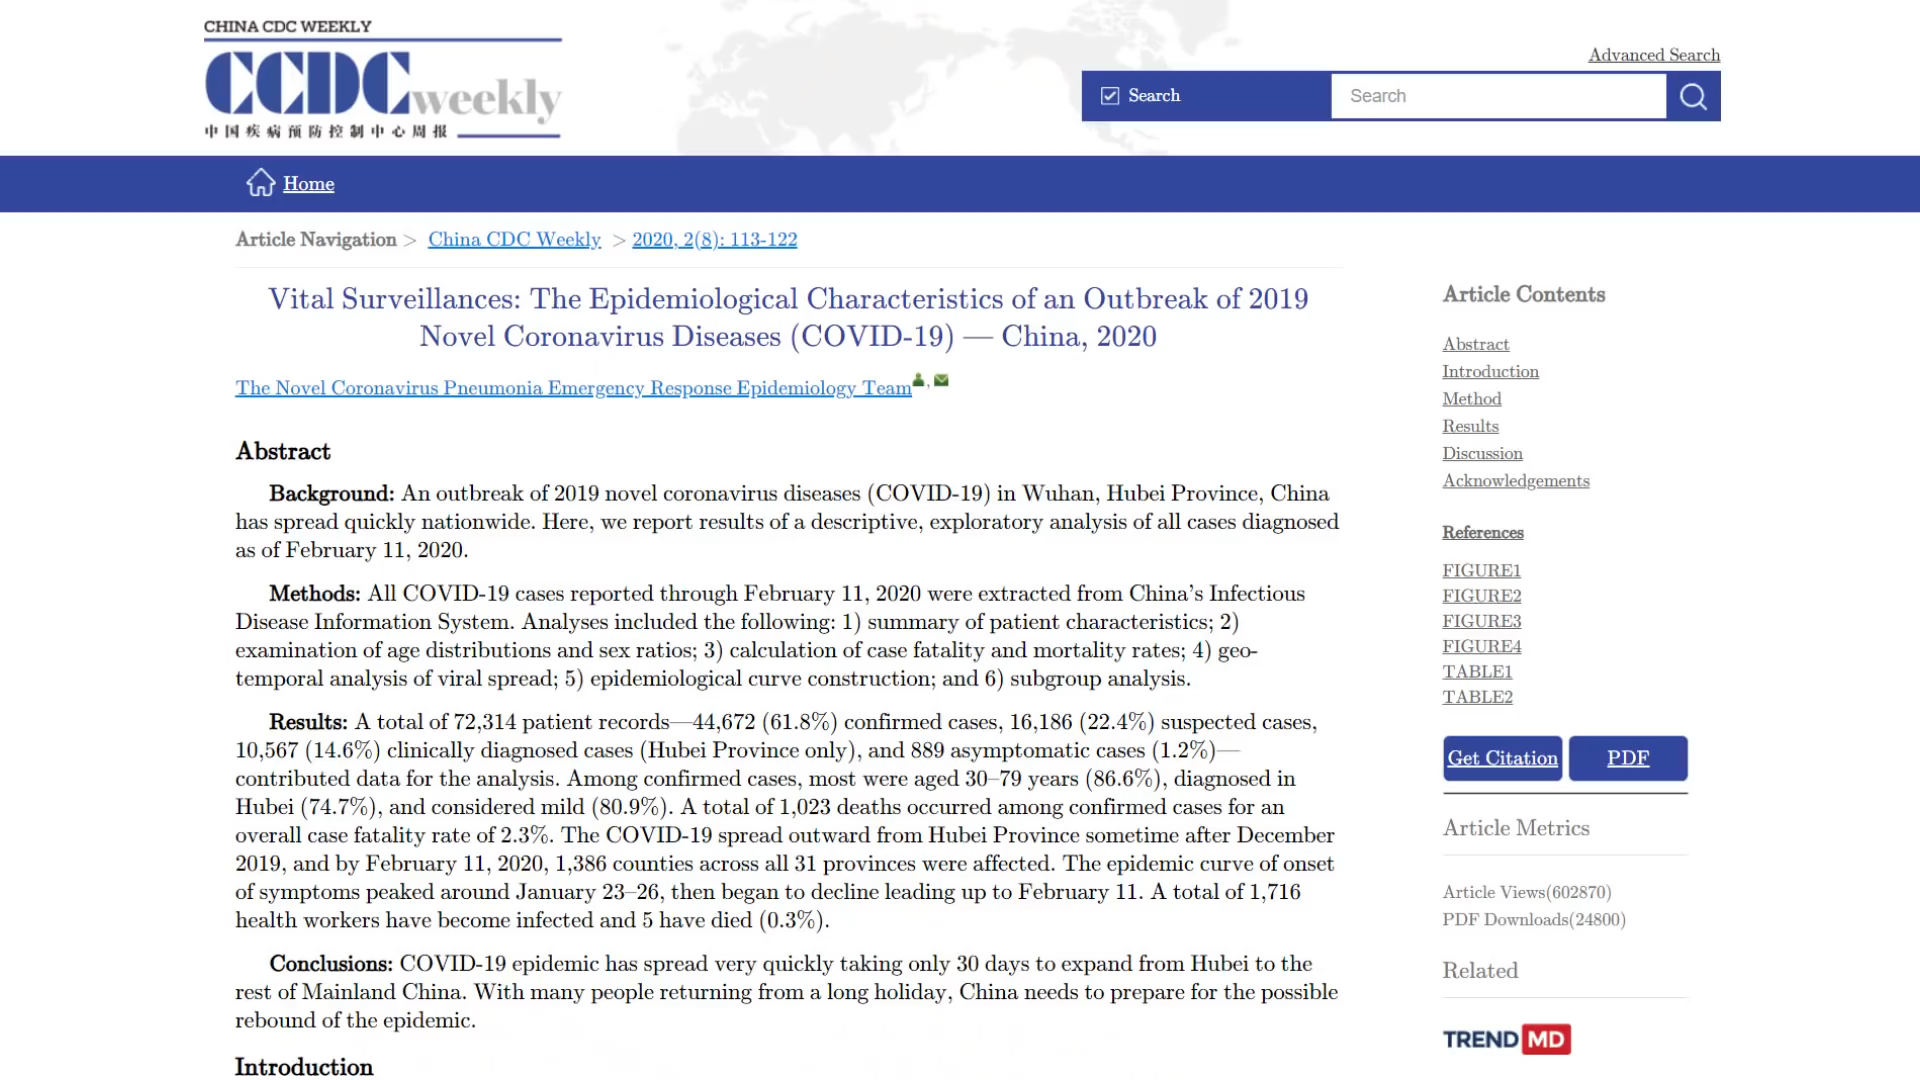 CHINA CDC WEEKLY
CCDCweekly
中国疾病预防控制中心周报
Advanced Search
Search
Search
Home
Article Navigation > China CDC Weekly > 2020, 2(8): 113-122
Vital Surveillances: The Epidemiological Characteristics of an Outbreak of 2019
Novel Coronavirus Diseases (COVID-19) — China, 2020
The Novel Coronavirus Pneumonia Emergency Response Epidemiology Team,
Abstract
Background: An outbreak of 2019 novel coronavirus diseases (COVID-19) in Wuhan, Hubei Province, China
has spread quickly nationwide. Here, we report results of a descriptive, exploratory analysis of all cases diagnosed
as of February 11, 2020.
Methods: All COVID-19 cases reported through February 11, 2020 were extracted from China's Infectious
Disease Information System. Analyses included the following: 1) summary of patient characteristics; 2)
examination of age distributions and sex ratios; 3) calculation of case fatality and mortality rates; 4) geo-
temporal analysis of viral spread; 5) epidemiological curve construction; and 6) subgroup analysis.
Results: A total of 72,314 patient records—44,672 (61.8%) confirmed cases, 16,186 (22.4%) suspected cases,
10,567 (14.6%) clinically diagnosed cases (Hubei Province only), and 889 asymptomatic cases (1.2%)—
contributed data for the analysis. Among confirmed cases, most were aged 30–79 years (86.6%), diagnosed in
Hubei (74.7%), and considered mild (80.9%). A total of 1,023 deaths occurred among confirmed cases for an
overall case fatality rate of 2.3%. The COVID-19 spread outward from Hubei Province sometime after December
2019, and by February 11, 2020, 1,386 counties across all 31 provinces were affected. The epidemic curve of onset
of symptoms peaked around January 23–26, then began to decline leading up to February 11. A total of 1,716
health workers have become infected and 5 have died (0.3%).
Conclusions: COVID-19 epidemic has spread very quickly taking only 30 days to expand from Hubei to the
rest of Mainland China. With many people returning from a long holiday, China needs to prepare for the possible
rebound of the epidemic.
Introduction
Article Contents
Abstract
Introduction
Method
Results
Discussion
Acknowledgements
References
FIGURE1
FIGURE2
FIGURE3
FIGURE4
TABLE1
TABLE2
Get Citation
PDF
Article Metrics
Article Views(602870)
PDF Downloads(24800)
Related
TREND MD